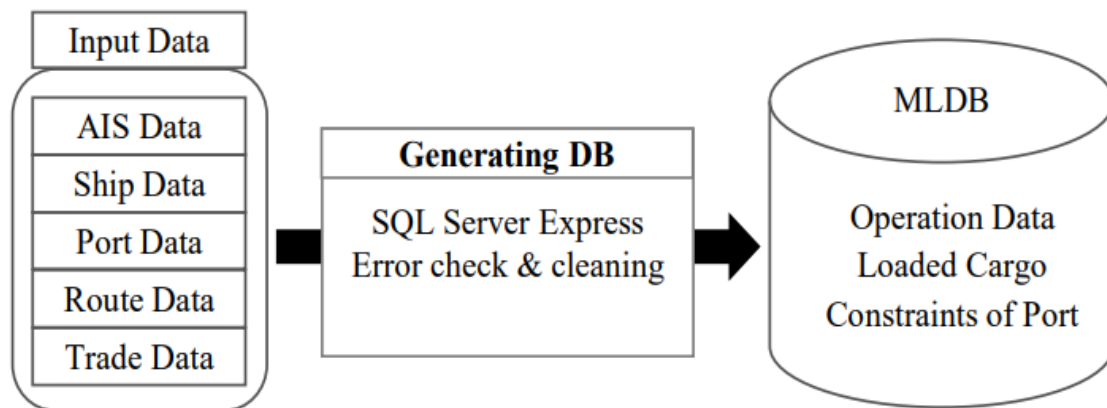 Input Data
AIS Data
Ship Data
Port Data
Route Data
Trade Data
Generating DB
SQL Server Express
Error check & cleaning
MLDB
Operation Data
Loaded Cargo
Constraints of Port